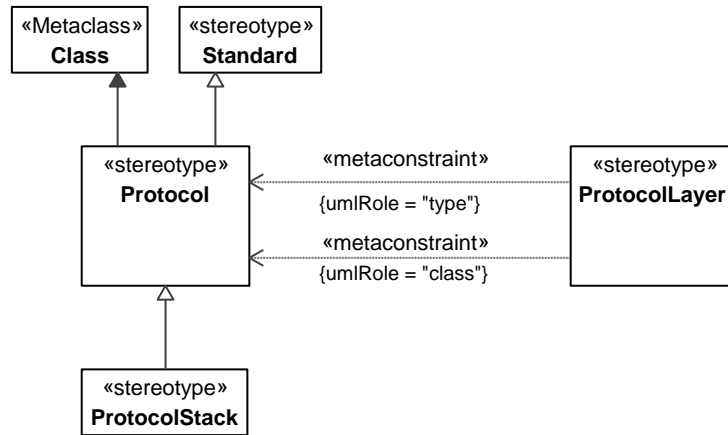 «Metaclass»
Class
«stereotype»
Standard
«stereotype»
Protocol
«metaconstraint»
{umlRole = "type"}
«metaconstraint»
{umlRole = "class"}
«stereotype»
ProtocolLayer
«stereotype»
ProtocolStack